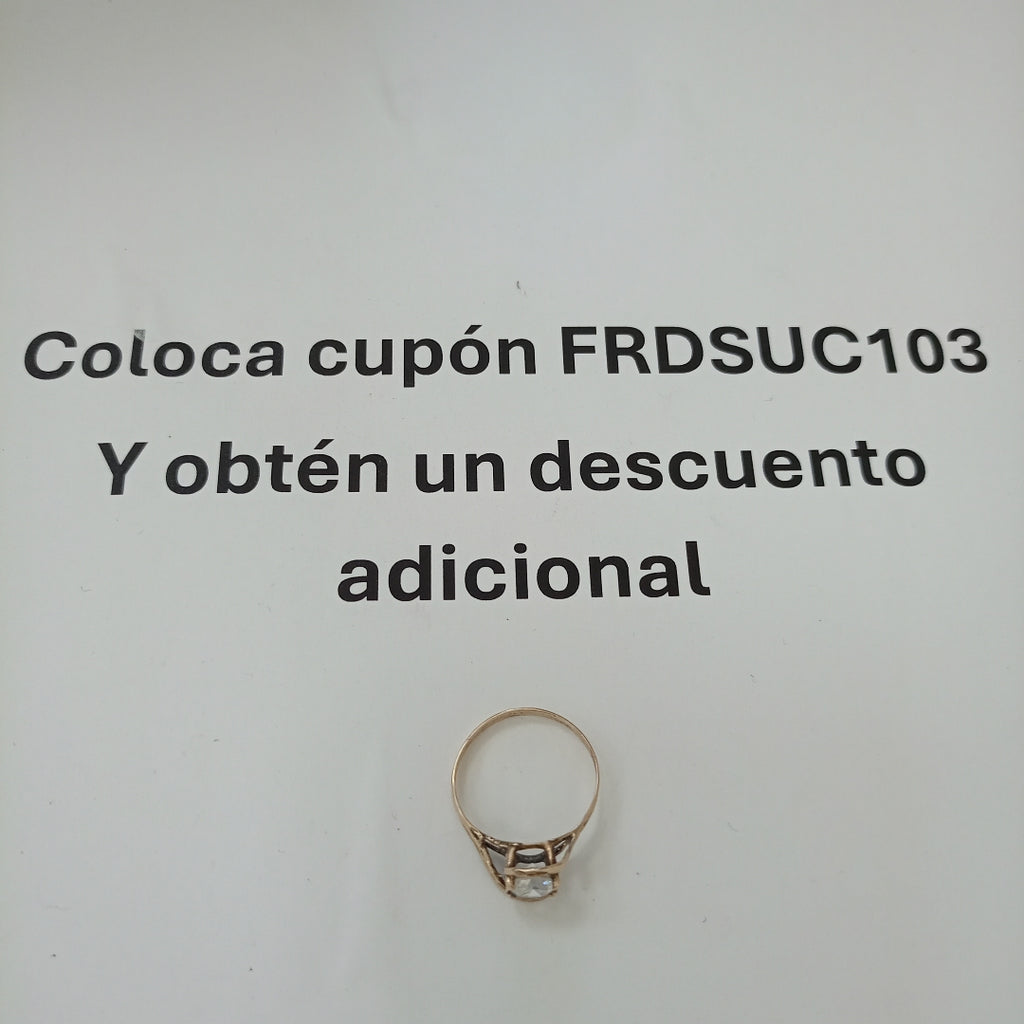 Coloca cupón FRDSUC103
Y obtén un descuento
adicional